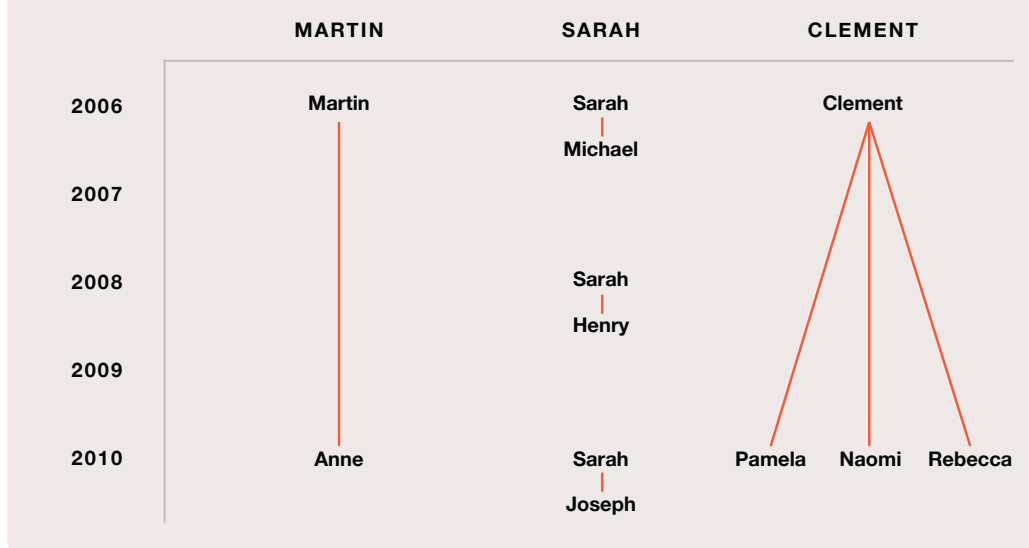 MARTIN SARAH CLEMENT
2006 Martin Sarah Clement
Michael
2007
2008 Sarah
Henry
2009
2010 Anne Sarah Pamela Naomi Rebecca
Joseph